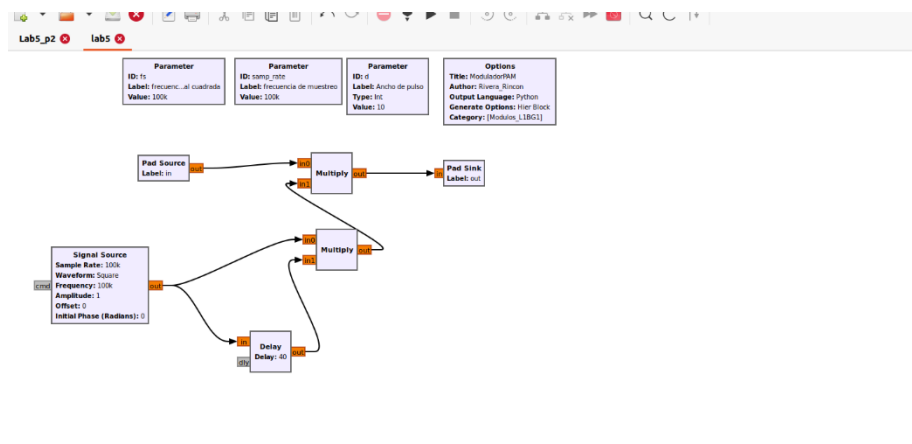 Lab5_p2
lab5
Parameter
ID: fs
Label: frecuenc...al cuadrada
Value: 100k
Parameter
ID: samp_rate
Label: frecuencia de muestreo
Value: 100k
Parameter
ID: d
Label: Ancho de pulso
Type: Int
Value: 10
Options
Title: ModuladorPAM
Author: Rivera_Rincon
Output Language: Python
Generate Options: Hier Block
Category: [Modulos_L1BG1]
Pad Source
Label: in
out
in0
in1
Multiply
out
in
Pad Sink
Label: out
in0
in1
Multiply
out
cmd
Signal Source
Sample Rate: 100k
Waveform: Square
Frequency: 100k
Amplitude: 1
Offset: 0
Initial Phase (Radians): 0
out
in
dly
Delay
Delay: 40
out